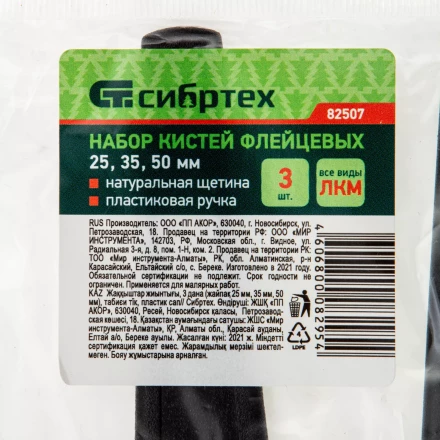 сибртех
82507
НАБОР КИСТЕЙ ФЛЕЙЦЕВЫХ
25, 35, 50 мм
натуральная щетина
пластиковая ручка
3
шт.
все виды
ЛКМ
RUS Производитель: ООО «ПП АКОР», 630040, г. Новосибирск, ул.
Петрозаводская, 18. Продавец на территории РФ: ООО «МИР
ИНСТРУМЕНТА», 142703, РФ, Московская обл., г. Видное, ул.
Радиальная 3-я, д. 8, пом. 1-Н, ком. 2. Продавец на территории РК:
ТОО «Мир инструмента-Алматы», РК, обл. Алматинская, р-н
Карасайский, Ельтайский с/о, с. Береке. Изготовлено в 2021 году.
Обязательной сертификации не подлежит. Срок годности не
ограничен. Применяется для малярных работ.
KAZ Жақҗыштар жиынтығы, 3 дана (жайпақ 25 мм, 35 мм, 50
мм), табиғи тік, пластик сап// Сибртех. Өндіруші: ЖШҚ «ПП
АКОР», 630040, Ресей, Новосибирск қаласы, Петрозавод-
ская көшесі, 18. Қазақстан аумағындағы сатушы: ЖШС «Мир
инструмента-Алматы», ҚР, Алматы обл., Қарасай ауданы,
Елтай а/о, Береке ауылы. Жасалған күні: 2021 ж. Міндетті
сертификация қажет емес. Жарамдылық мерзімі шектел-
меген. Бояу жұмыстарына арналған.
4
LDPE
4 068000 082954